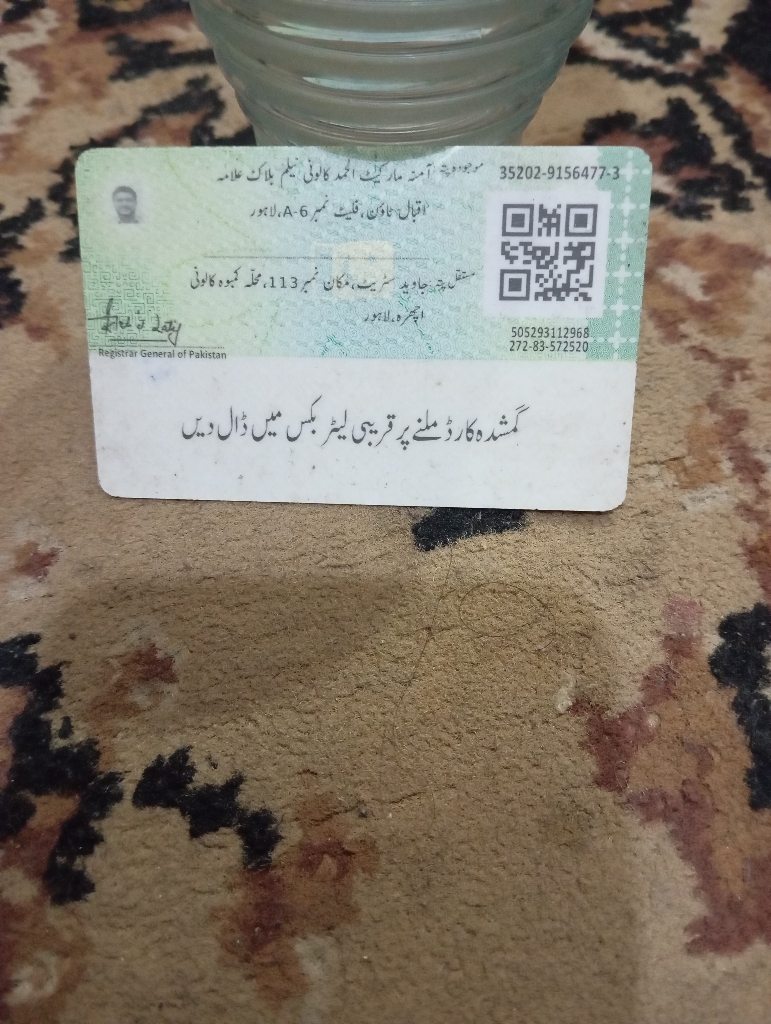 موجودہ پتہ آمنہ مارکیٹ الحمد کالونی نیلم بلاک علامہ
35202-9156477-3
اقبال ٹاؤن، فلیٹ نمبر A-6، لاہور
مستقل پتہ جاوید سٹریٹ، مکان نمبر 113، محلہ کمبوہ کالونی
اچھرہ، لاہور
505293112968
272-83-572520
Registrar General of Pakistan
گمشدہ کارڈ ملنے پر قریبی لیٹر بکس میں ڈال دیں